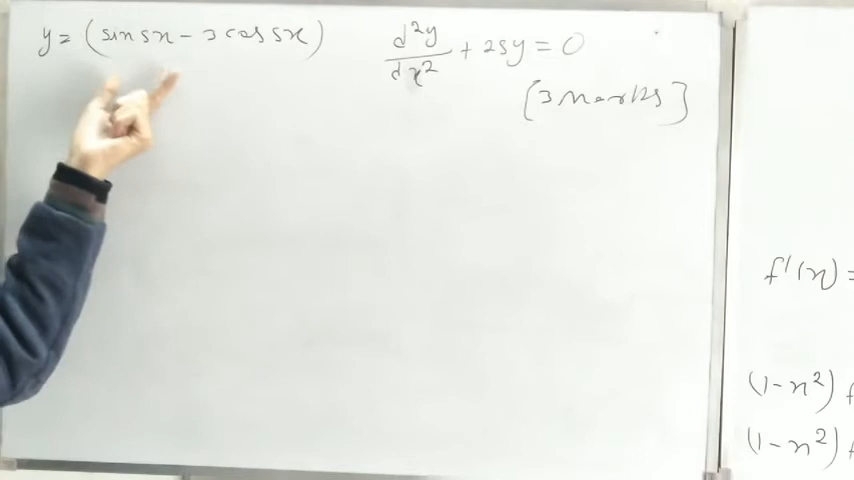 y = (sin 5x - 3 cos 5x)
d²y/dx² + 25y = 0
[3 Marks]
f'(x) =
(1-x²) f
(1-x²) f